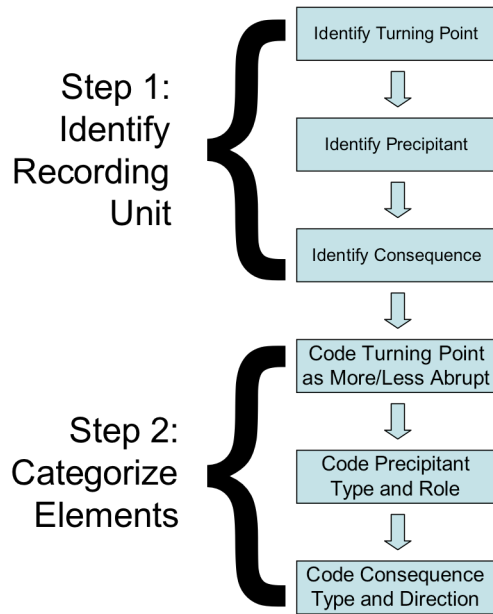 Step 1:
Identify
Recording
Unit
Identify Turning Point
Identify Precipitant
Identify Consequence
Step 2:
Categorize
Elements
Code Turning Point
as More/Less Abrupt
Code Precipitant
Type and Role
Code Consequence
Type and Direction